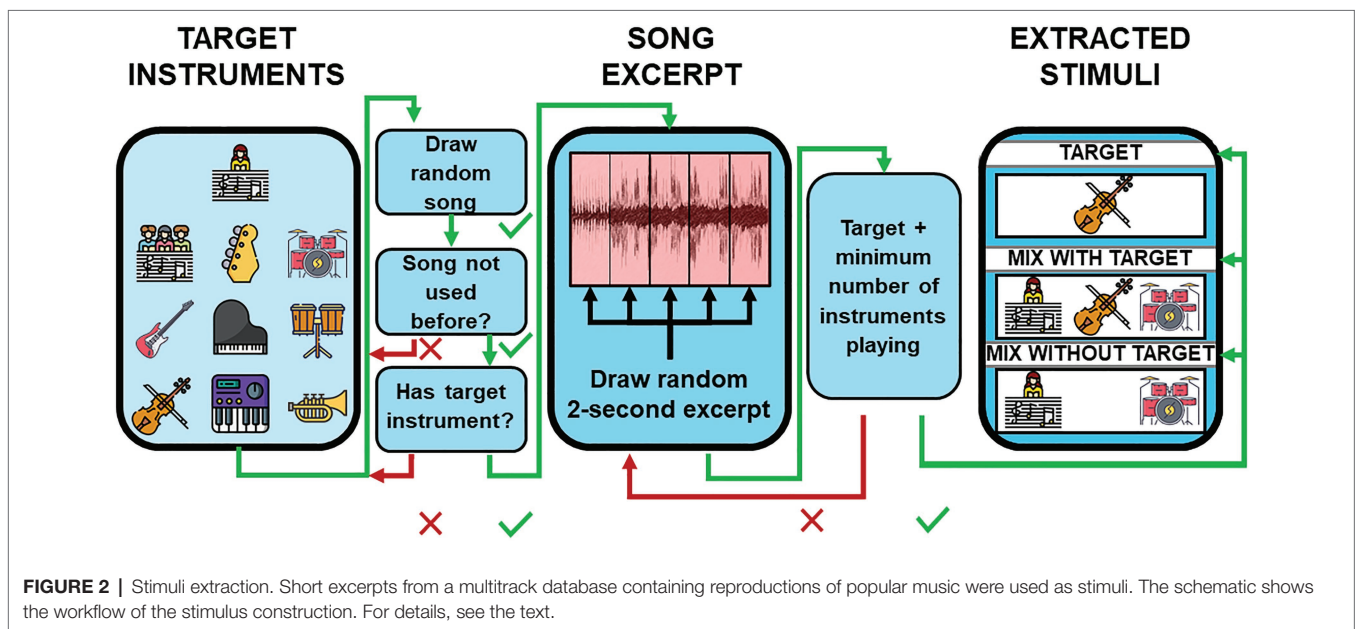 TARGET
INSTRUMENTS
SONG
EXCERPT
EXTRACTED
STIMULI
Draw
random
song
Song not
used
before?
Has target
instrument?
Draw random
2-second excerpt
Target +
minimum
number of
instruments
playing
TARGET
MIX WITH TARGET
MIX WITHOUT TARGET
FIGURE 2 | Stimuli extraction. Short excerpts from a multitrack database containing reproductions of popular music were used as stimuli. The schematic shows
the workflow of the stimulus construction. For details, see the text.